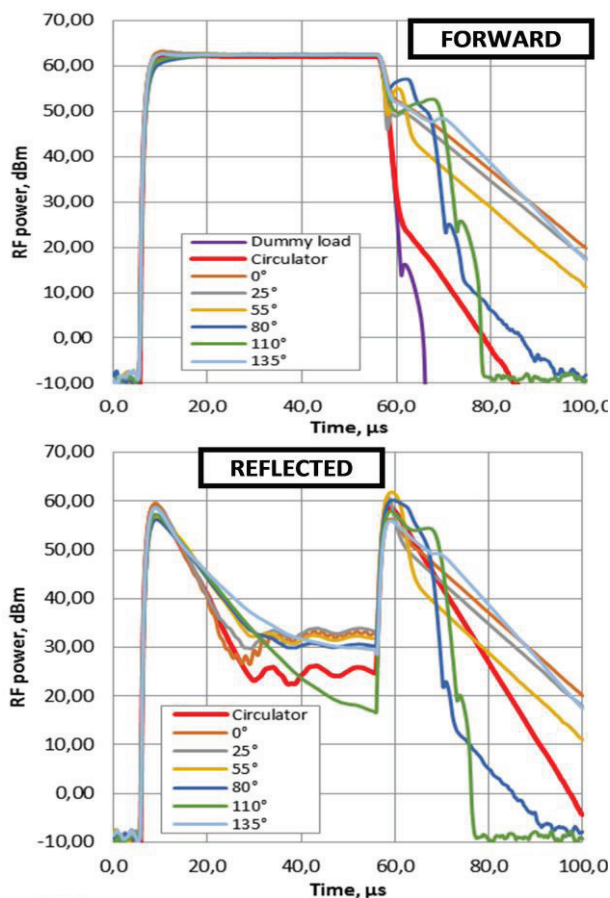 FORWARD
70,00
60,00
50,00
40,00
30,00
20,00
10,00
0,00
-10,00
RF power, dBm
Dummy load
Circulator
0°
25°
55°
80°
110°
135°
0,0 20,0 40,0 60,0 80,0 100,0
Time, µs
REFLECTED
70,00
60,00
50,00
40,00
30,00
20,00
10,00
0,00
-10,00
RF power, dBm
Circulator
0°
25°
55°
80°
110°
135°
0,0 20,0 40,0 60,0 80,0 100,0
Time, µs